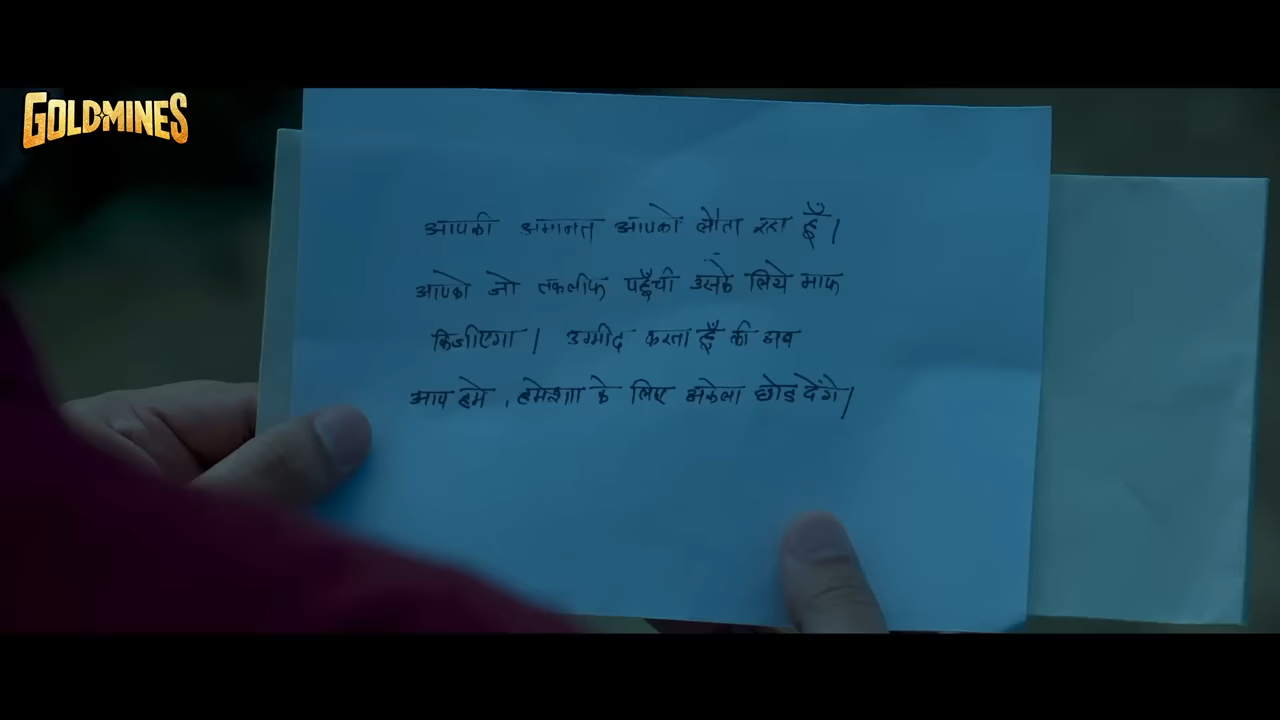 GOLDMINES
आपकी अमानत आपको लौता रहा हूँ।
आपको जो तकलीफ पहूँची उसके लिये माफ
किजीएगा। उम्मीद करता हूँ की अब
आप हमे, हमेशा के लिए अकेला छोड देंगे।